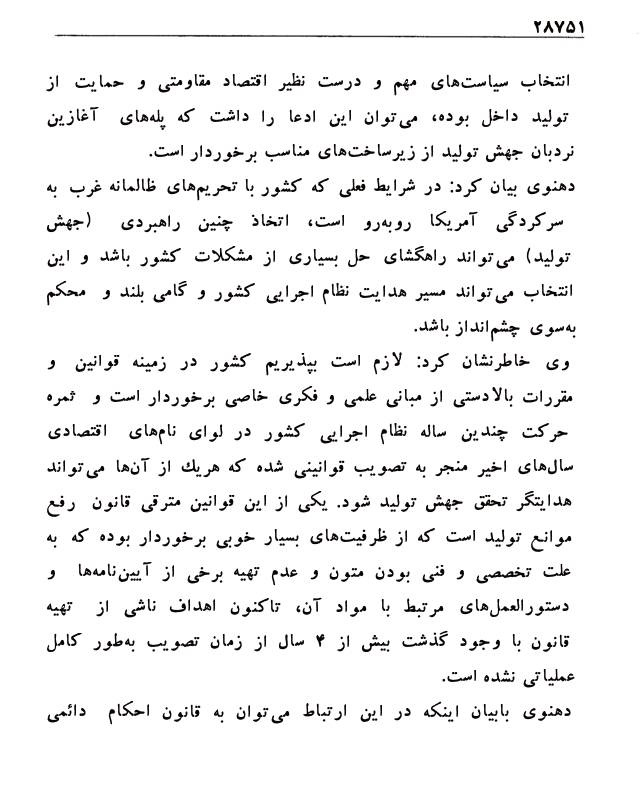 ۲۸۷۵۱
انتخاب سیاست‌های مهم و درست نظیر اقتصاد مقاومتی و حمایت از
تولید داخل بوده، می‌توان این ادعا را داشت که پله‌های آغازین
نردبان جهش تولید از زیرساخت‌های مناسب برخوردار است.
دهنوی بیان کرد: در شرایط فعلی که کشور با تحریم‌های ظالمانه غرب به
سرکردگی آمریکا روبه‌رو است، اتخاذ چنین راهبردی (جهش
تولید) می‌تواند راهگشای حل بسیاری از مشکلات کشور باشد و این
انتخاب می‌تواند مسیر هدایت نظام اجرایی کشور و گامی بلند و محکم
به‌سوی چشم‌انداز باشد.
وی خاطرنشان کرد: لازم است بپذیریم کشور در زمینه قوانین و
مقررات بالادستی از مبانی علمی و فکری خاصی برخوردار است و ثمره
حرکت چندین ساله نظام اجرایی کشور در لوای نام‌های اقتصادی
سال‌های اخیر منجر به تصویب قوانینی شده که هریك از آن‌ها می‌تواند
هدایتگر تحقق جهش تولید شود. یکی از این قوانین مترقی قانون رفع
موانع تولید است که از ظرفیت‌های بسیار خوبی برخوردار بوده که به
علت تخصصی و فنی بودن متون و عدم تهیه برخی از آیین‌نامه‌ها و
دستورالعمل‌های مرتبط با مواد آن، تاکنون اهداف ناشی از تهیه
قانون با وجود گذشت بیش از ۴ سال از زمان تصویب به‌طور کامل
عملیاتی نشده است.
دهنوی بابیان اینکه در این ارتباط می‌توان به قانون احکام دائمی